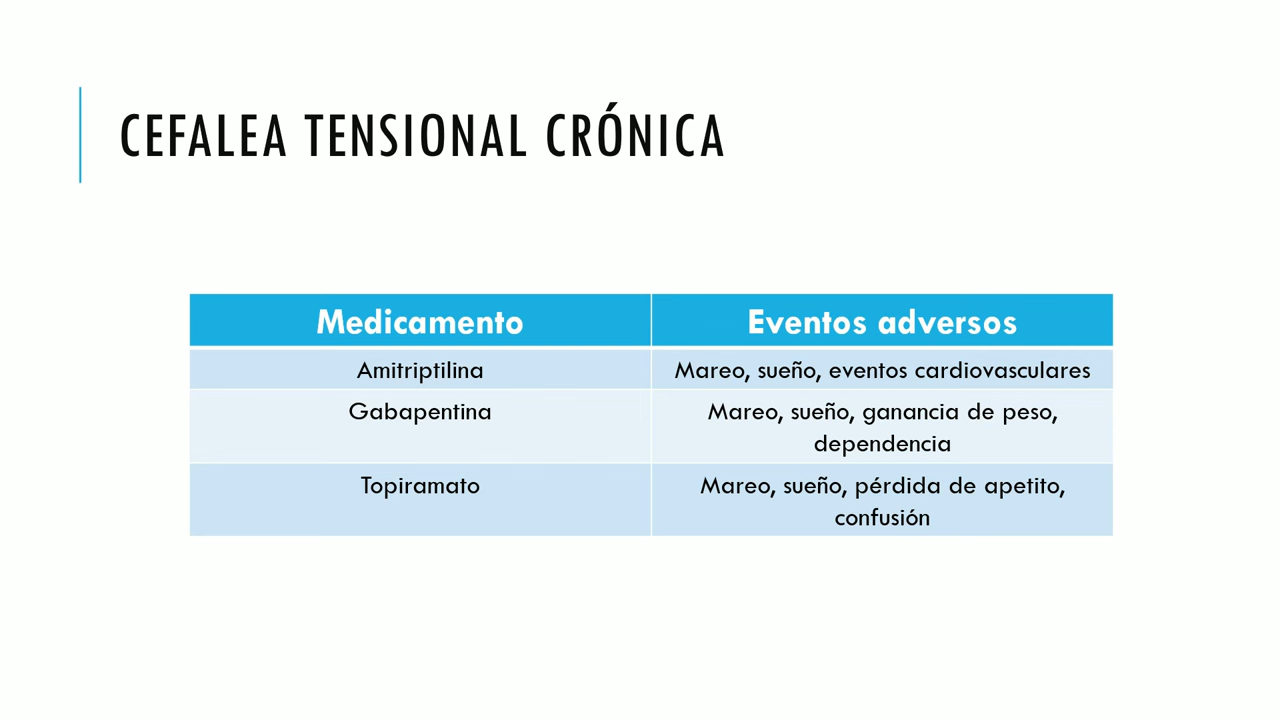 CEFALEA TENSIONAL CRÓNICA
Medicamento
Eventos adversos
Amitriptilina
Mareo, sueño, eventos cardiovasculares
Gabapentina
Mareo, sueño, ganancia de peso,
dependencia
Topiramato
Mareo, sueño, pérdida de apetito,
confusión